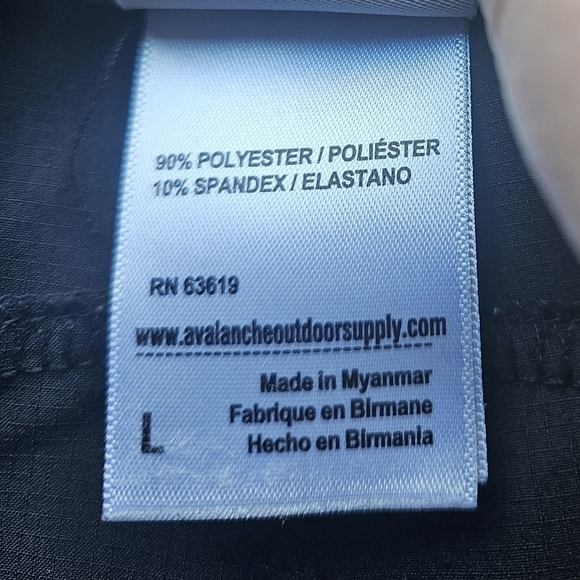 90% POLYESTER / POLIÉSTER
10% SPANDEX / ELASTANO
RN 63619
www.avalancheoutdoorsupply.com
Made in Myanmar
Fabrique en Birmane
L
Hecho en Birmania